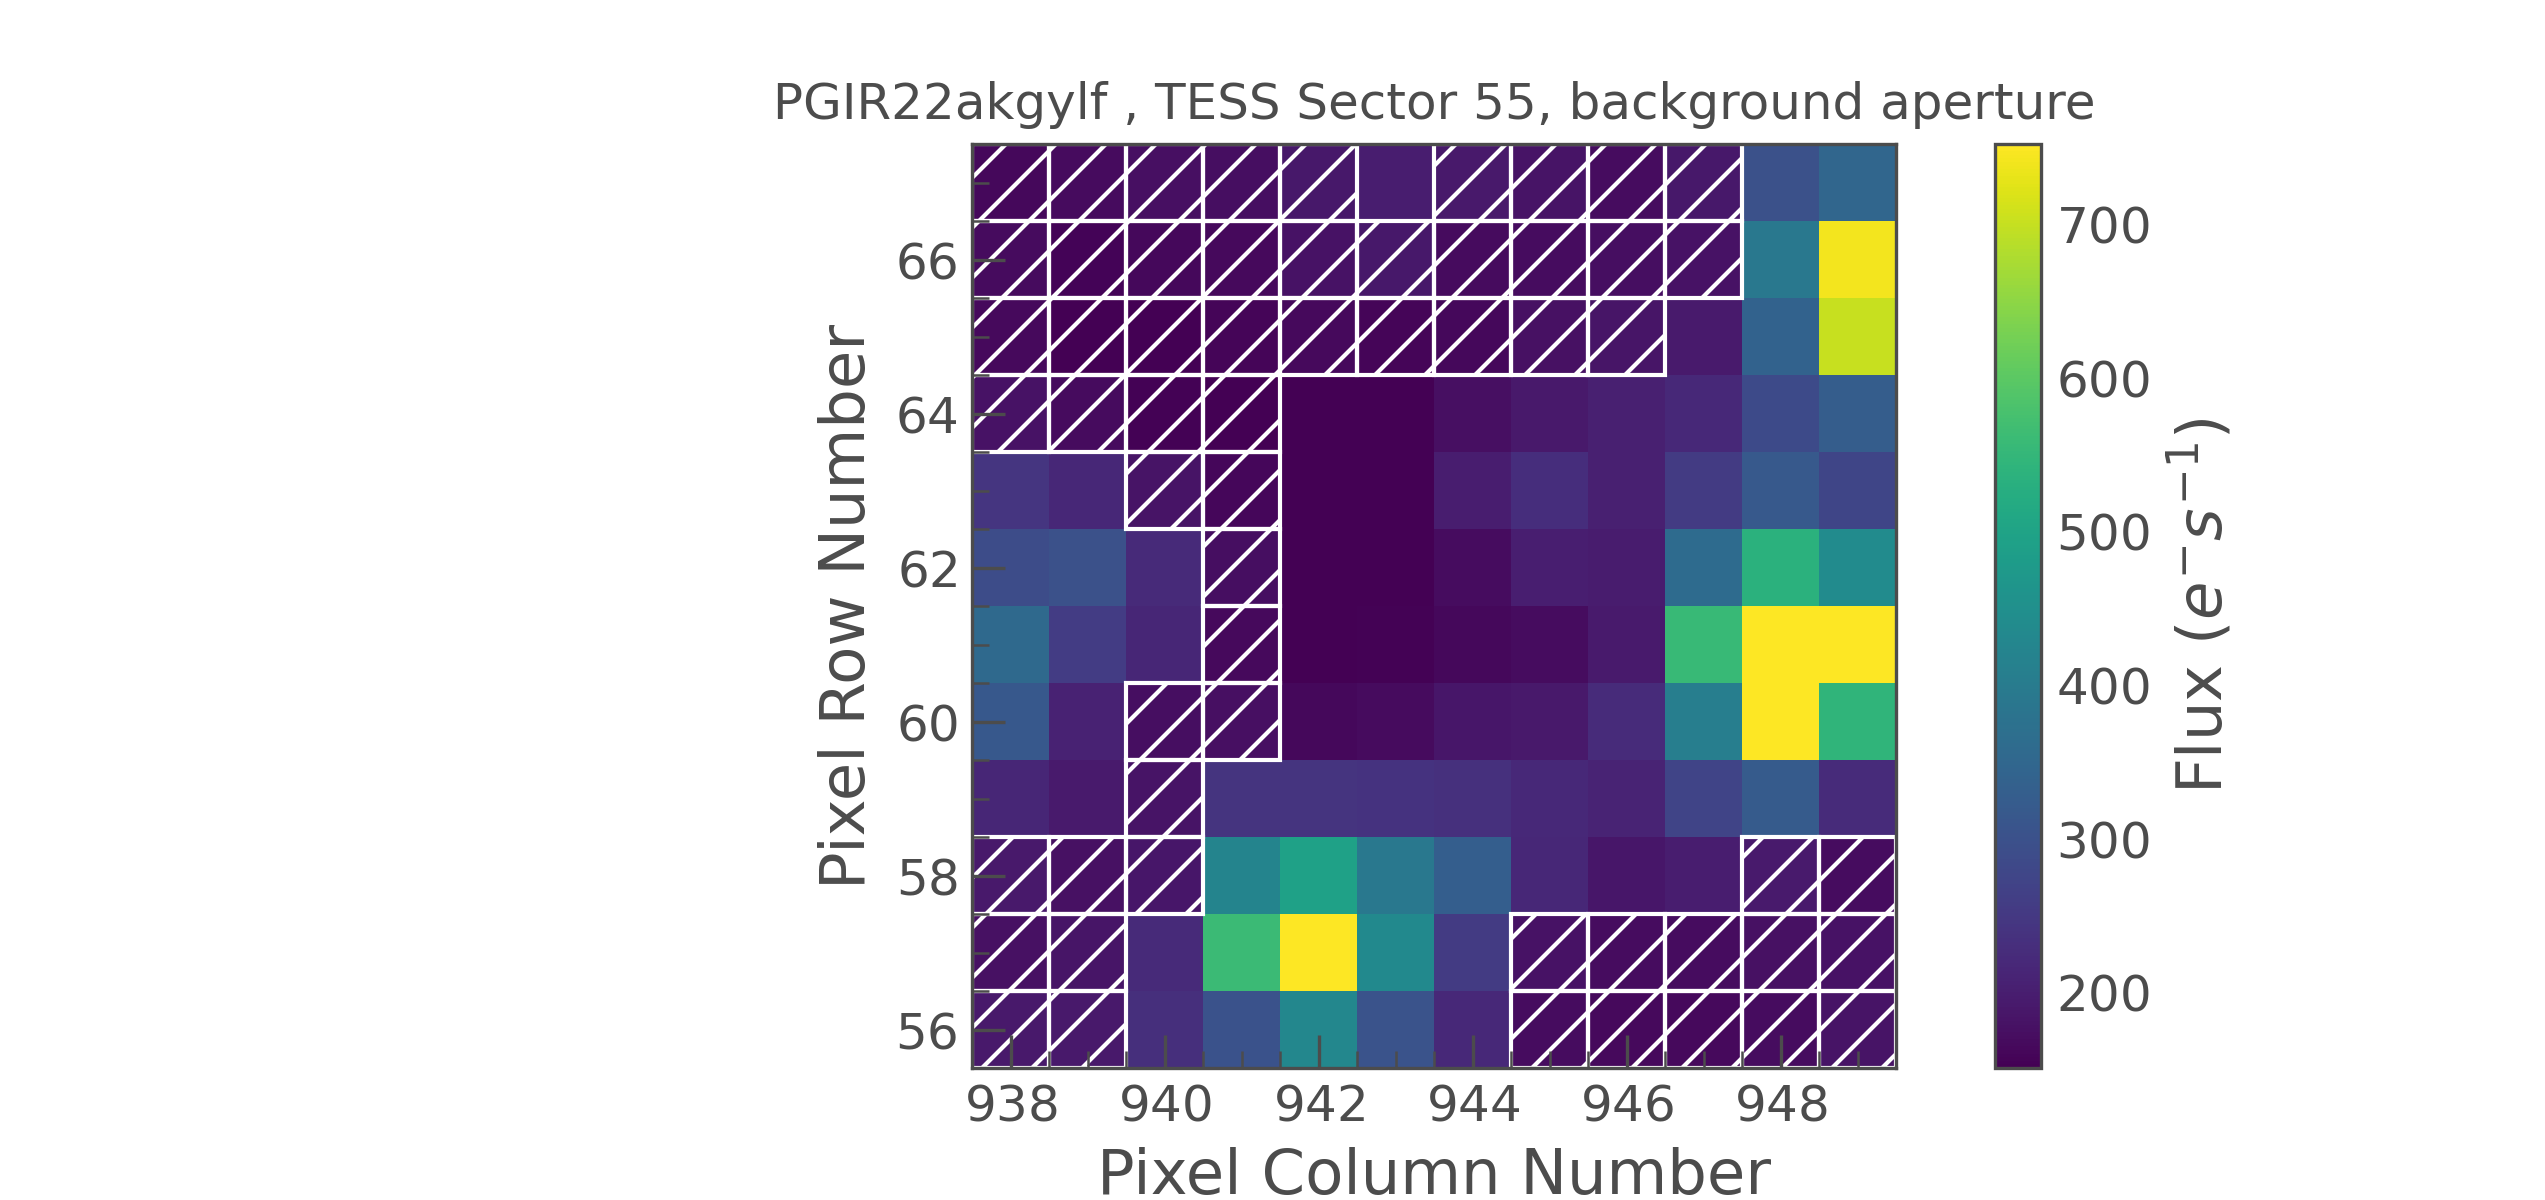 PGIR22akgylf , TESS Sector 55, background aperture
Pixel Row Number
66
64
62
60
58
56
938 940 942 944 946 948
Pixel Column Number
700
600
500
400
300
200
Flux (e⁻s⁻¹)